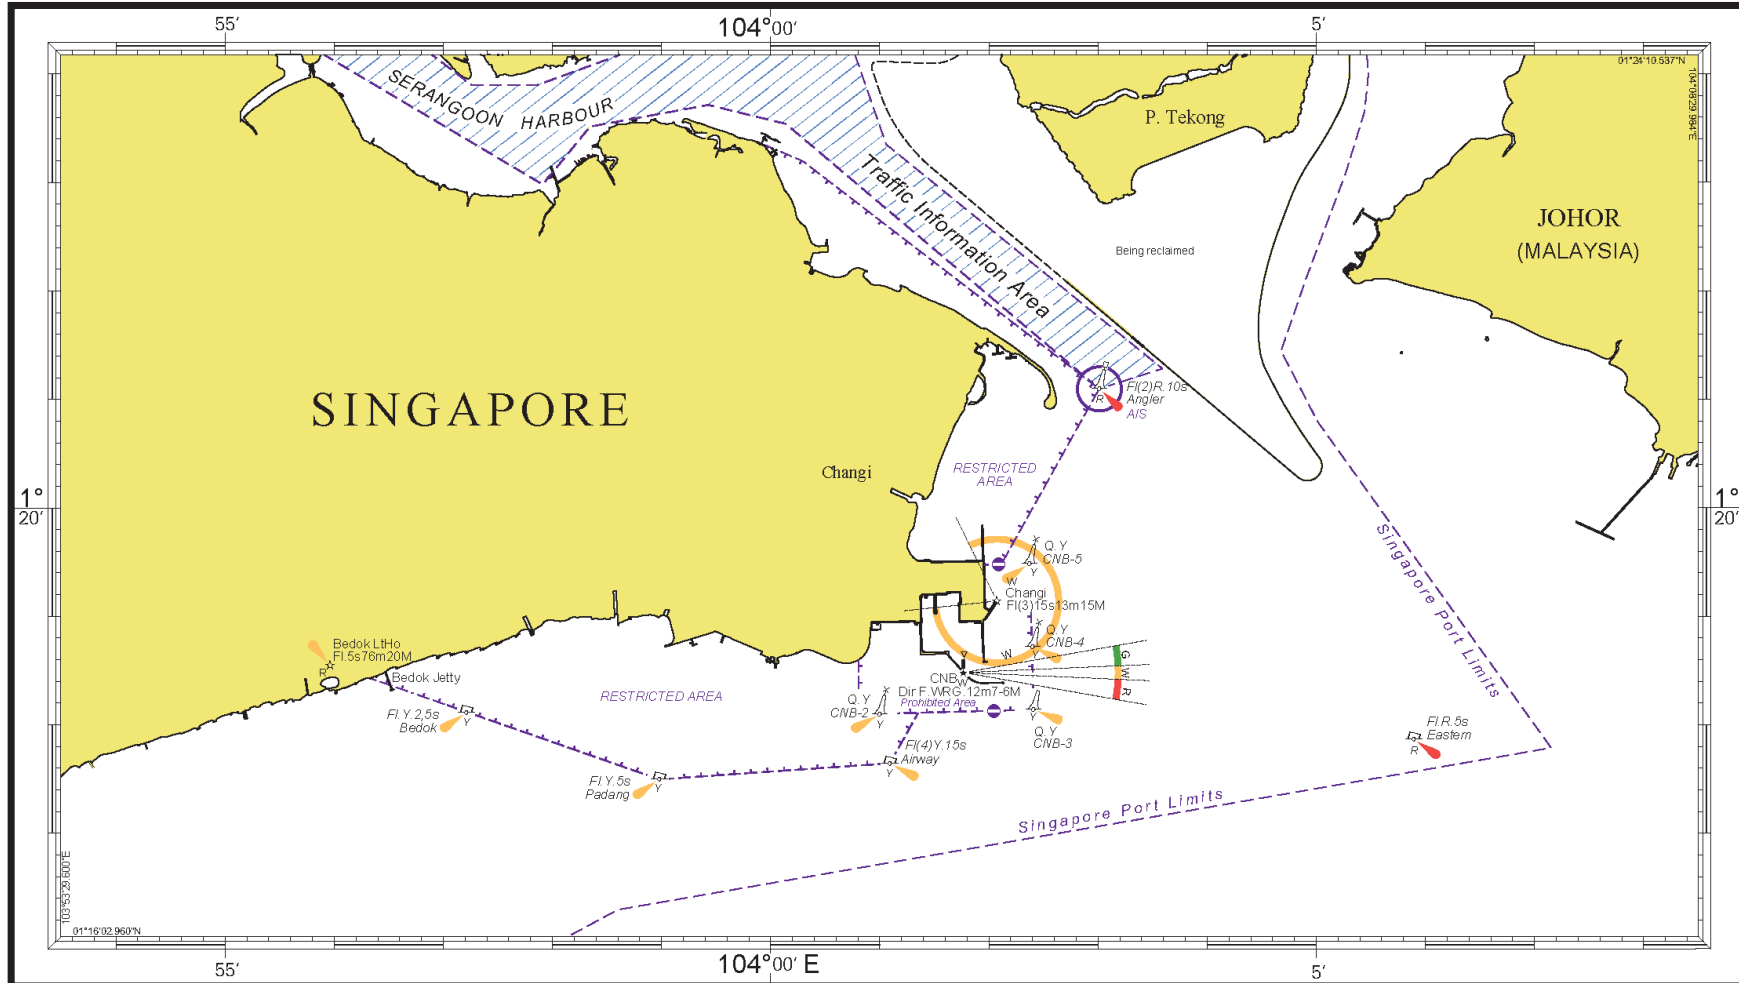 55'
104°00'
5'
01°24'10.537"N
104°08'29.984"E
SERANGOON HARBOUR
P. Tekong
Traffic Information Area
JOHOR
(MALAYSIA)
Being reclaimed
SINGAPORE
Fl(2)R.10s
Angler
AIS
R
Changi
RESTRICTED
AREA
1°
20'
1°
20'
Singapore Port Limits
Q.Y
CNB-5
Y
W
Changi
Fl(3)15s13m15M
Q.Y
CNB-4
Y
W
G
W
R
Bedok LtHo
Fl.5s76m20M
R
Bedok Jetty
RESTRICTED AREA
CNB
W
Dir F.WRG.12m7-6M
Prohibited Area
Q.Y
CNB-2
Y
Y
Q.Y
CNB-3
Fl.Y.2,5s
Bedok
Y
Fl(4)Y.15s
Airway
Y
Fl.Y.5s
Padang
Y
Fl.R.5s
Eastern
R
Singapore Port Limits
103°53'29.600"E
01°16'02.960"N
55'
104°00' E
5'